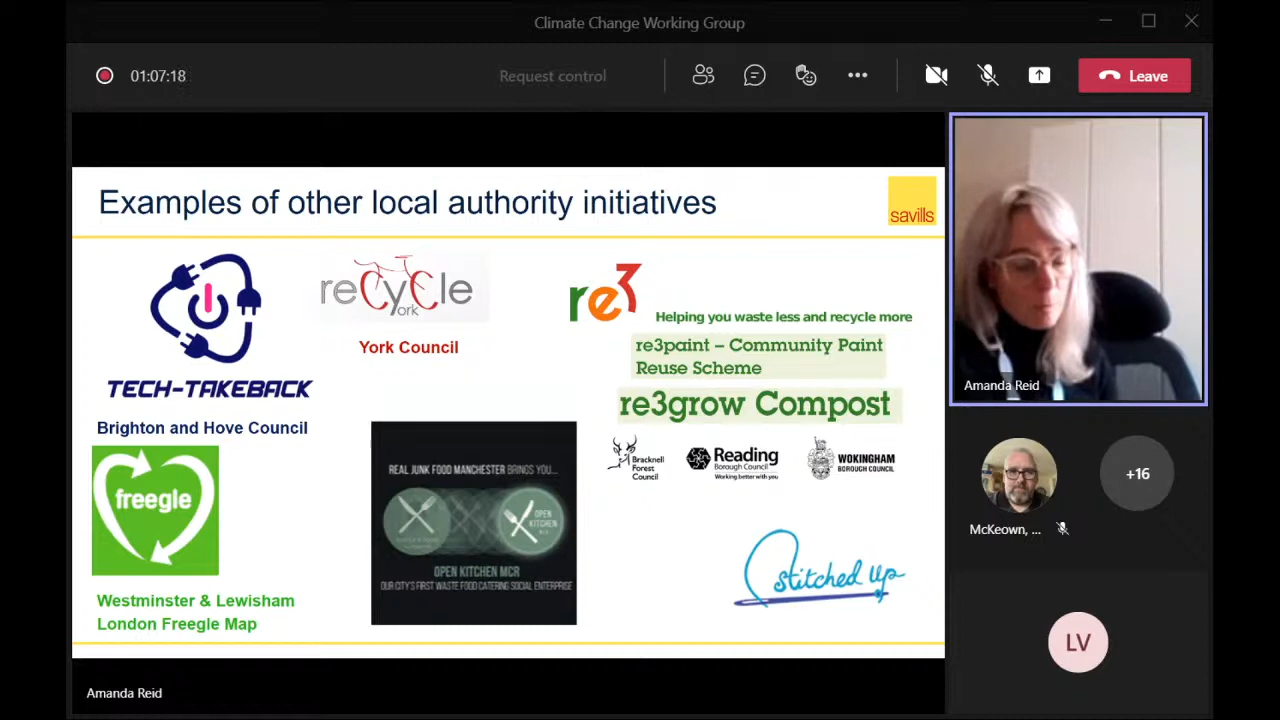 Climate Change Working Group
01:07:18
Request control
Leave
Examples of other local authority initiatives
savills
TECH-TAKEBACK
Brighton and Hove Council
reCyCle
York
York Council
re3
Helping you waste less and recycle more
re3paint – Community Paint
Reuse Scheme
re3grow Compost
Bracknell
Forest
Council
Reading
Borough Council
Working better with you
WOKINGHAM
BOROUGH COUNCIL
freegle
Westminster & Lewisham
London Freegle Map
REAL JUNK FOOD MANCHESTER BRINGS YOU...
OPEN
KITCHEN
OPEN KITCHEN MCR
OUR CITY'S FIRST WASTE FOOD CATERING SOCIAL ENTERPRISE
stitched up
Amanda Reid
McKeown, ...
+16
LV
Amanda Reid